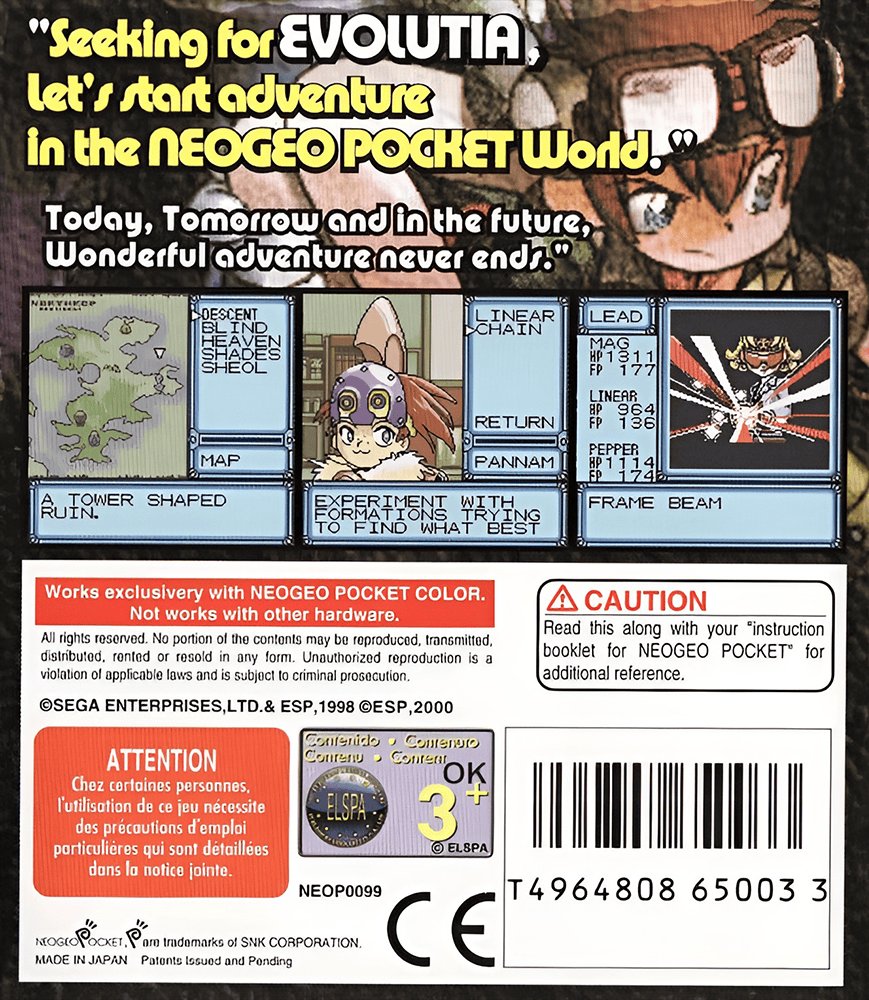 "Seeking for EVOLUTIA,
Let's start adventure
in the NEOGEO POCKET World."
Today, Tomorrow and in the future,
Wonderful adventure never ends."
DESCENT
BLIND
HEAVEN
SHADES
SHEOL
MAP
A TOWER SHAPED
RUIN.
LINEAR
CHAIN
RETURN
PANNAM
EXPERIMENT WITH
FORMATIONS TRYING
TO FIND WHAT BEST
LEAD
MAG
HP1311
FP 177
LINEAR
HP 964
FP 136
PEPPER
HP1114
FP 174
FRAME BEAM
Works exclusivery with NEOGEO POCKET COLOR.
Not works with other hardware.
All rights reserved. No portion of the contents may be reproduced, transmitted,
distributed, rented or resold in any form. Unauthorized reproduction is a
violation of applicable laws and is subject to criminal prosecution.
©SEGA ENTERPRISES,LTD.& ESP,1998 ©ESP,2000
CAUTION
Read this along with your "instruction
booklet for NEOGEO POCKET" for
additional reference.
ATTENTION
Chez certaines personnes,
l'utilisation de ce jeu nécessite
des précautions d'emploi
particulières qui sont détaillées
dans la notice jointe.
Contenido • Contenuto
Contenu • Content
OK
3+
ELSPA
© ELSPA
NEOP0099
CE
T4964808 65003 3
NEOGEO POCKET, P are trademarks of SNK CORPORATION.
MADE IN JAPAN Patents Issued and Pending